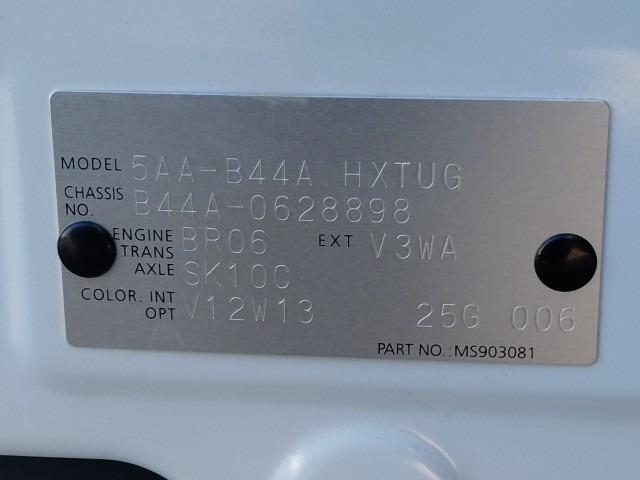 MODEL 5AA-B44A HXTUG
CHASSIS NO. B44A-0628898
ENGINE BR06 EXT V3WA
TRANS AXLE SK10C
COLOR. INT OPT V12W13 25G 006
PART NO.:MS903081